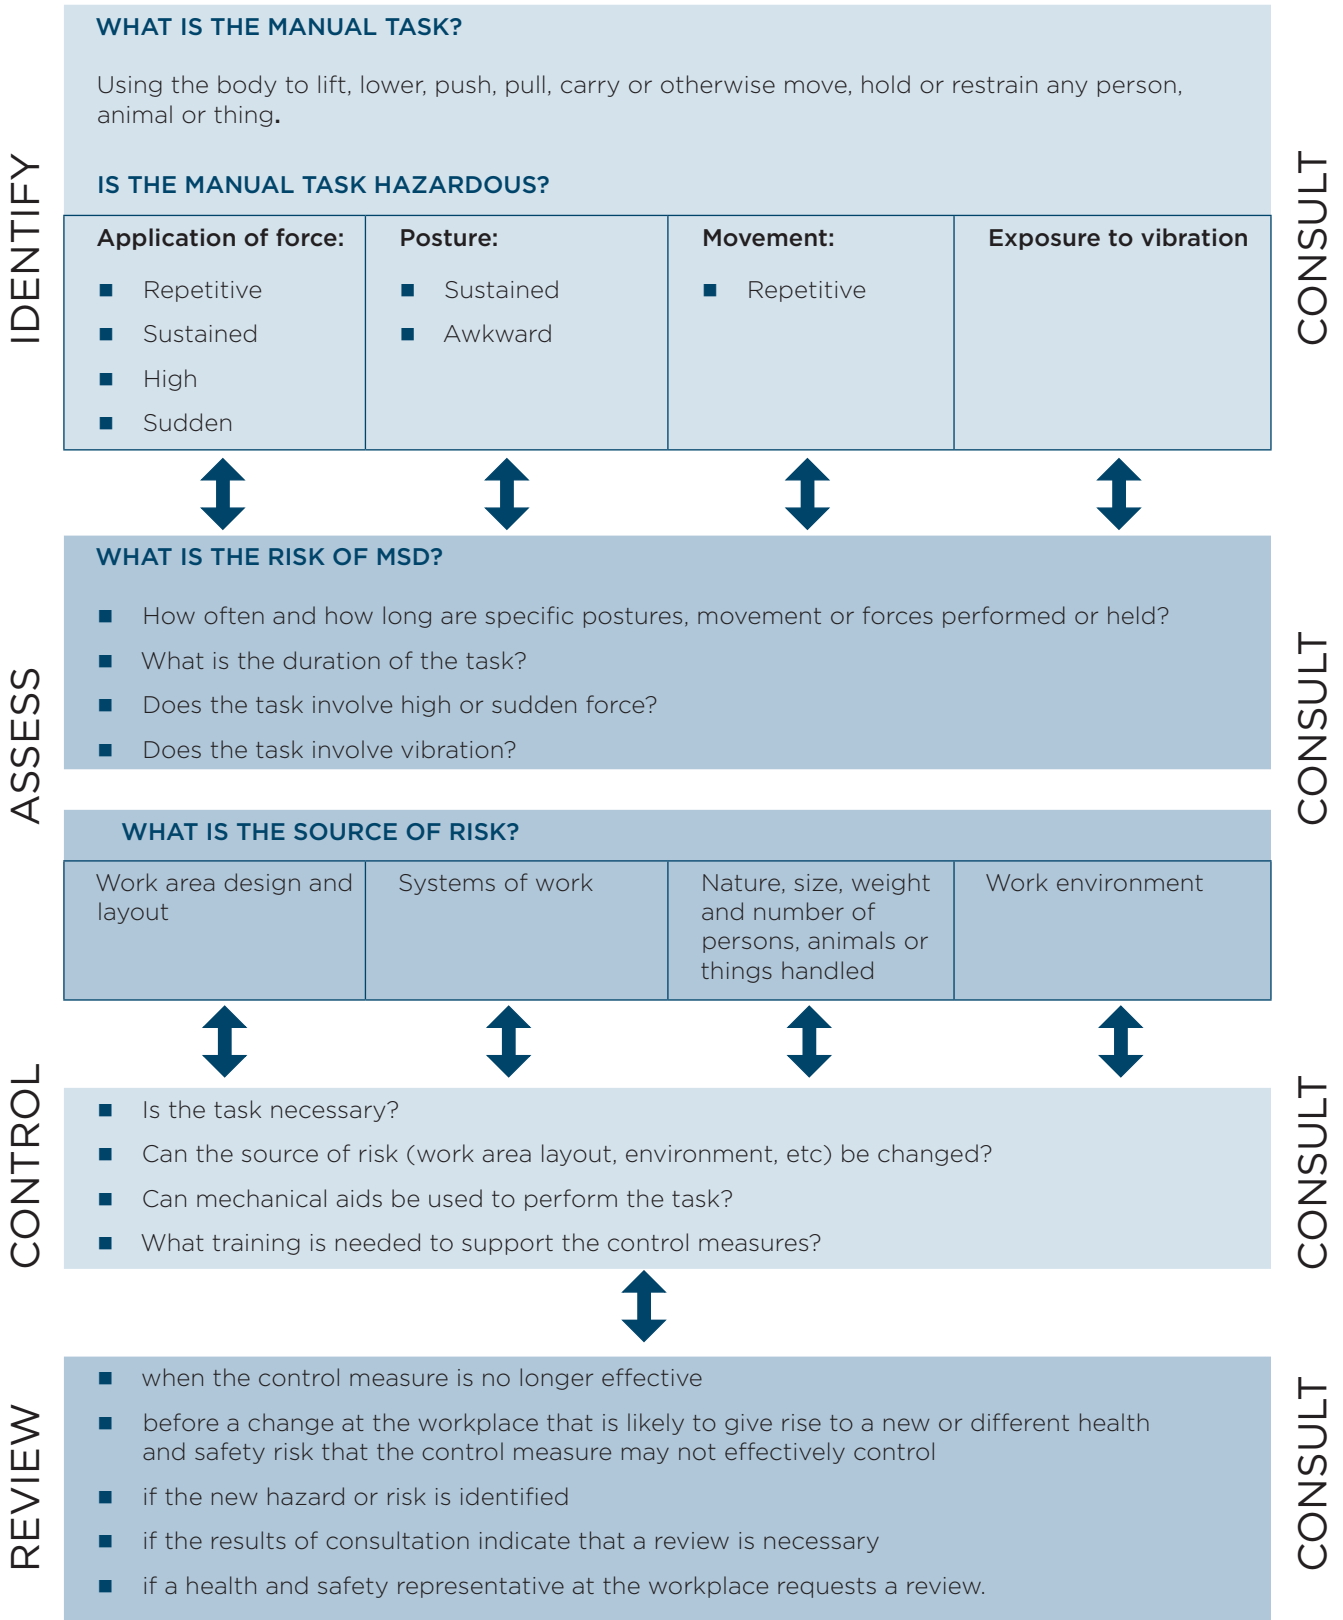 IDENTIFY
CONSULT
WHAT IS THE MANUAL TASK?
Using the body to lift, lower, push, pull, carry or otherwise move, hold or restrain any person,
animal or thing.
IS THE MANUAL TASK HAZARDOUS?
Application of force:
■ Repetitive
■ Sustained
■ High
■ Sudden
Posture:
■ Sustained
■ Awkward
Movement:
■ Repetitive
Exposure to vibration
ASSESS
CONSULT
WHAT IS THE RISK OF MSD?
■ How often and how long are specific postures, movement or forces performed or held?
■ What is the duration of the task?
■ Does the task involve high or sudden force?
■ Does the task involve vibration?
WHAT IS THE SOURCE OF RISK?
Work area design and
layout
Systems of work
Nature, size, weight
and number of
persons, animals or
things handled
Work environment
CONTROL
CONSULT
■ Is the task necessary?
■ Can the source of risk (work area layout, environment, etc) be changed?
■ Can mechanical aids be used to perform the task?
■ What training is needed to support the control measures?
REVIEW
CONSULT
■ when the control measure is no longer effective
■ before a change at the workplace that is likely to give rise to a new or different health
and safety risk that the control measure may not effectively control
■ if the new hazard or risk is identified
■ if the results of consultation indicate that a review is necessary
■ if a health and safety representative at the workplace requests a review.